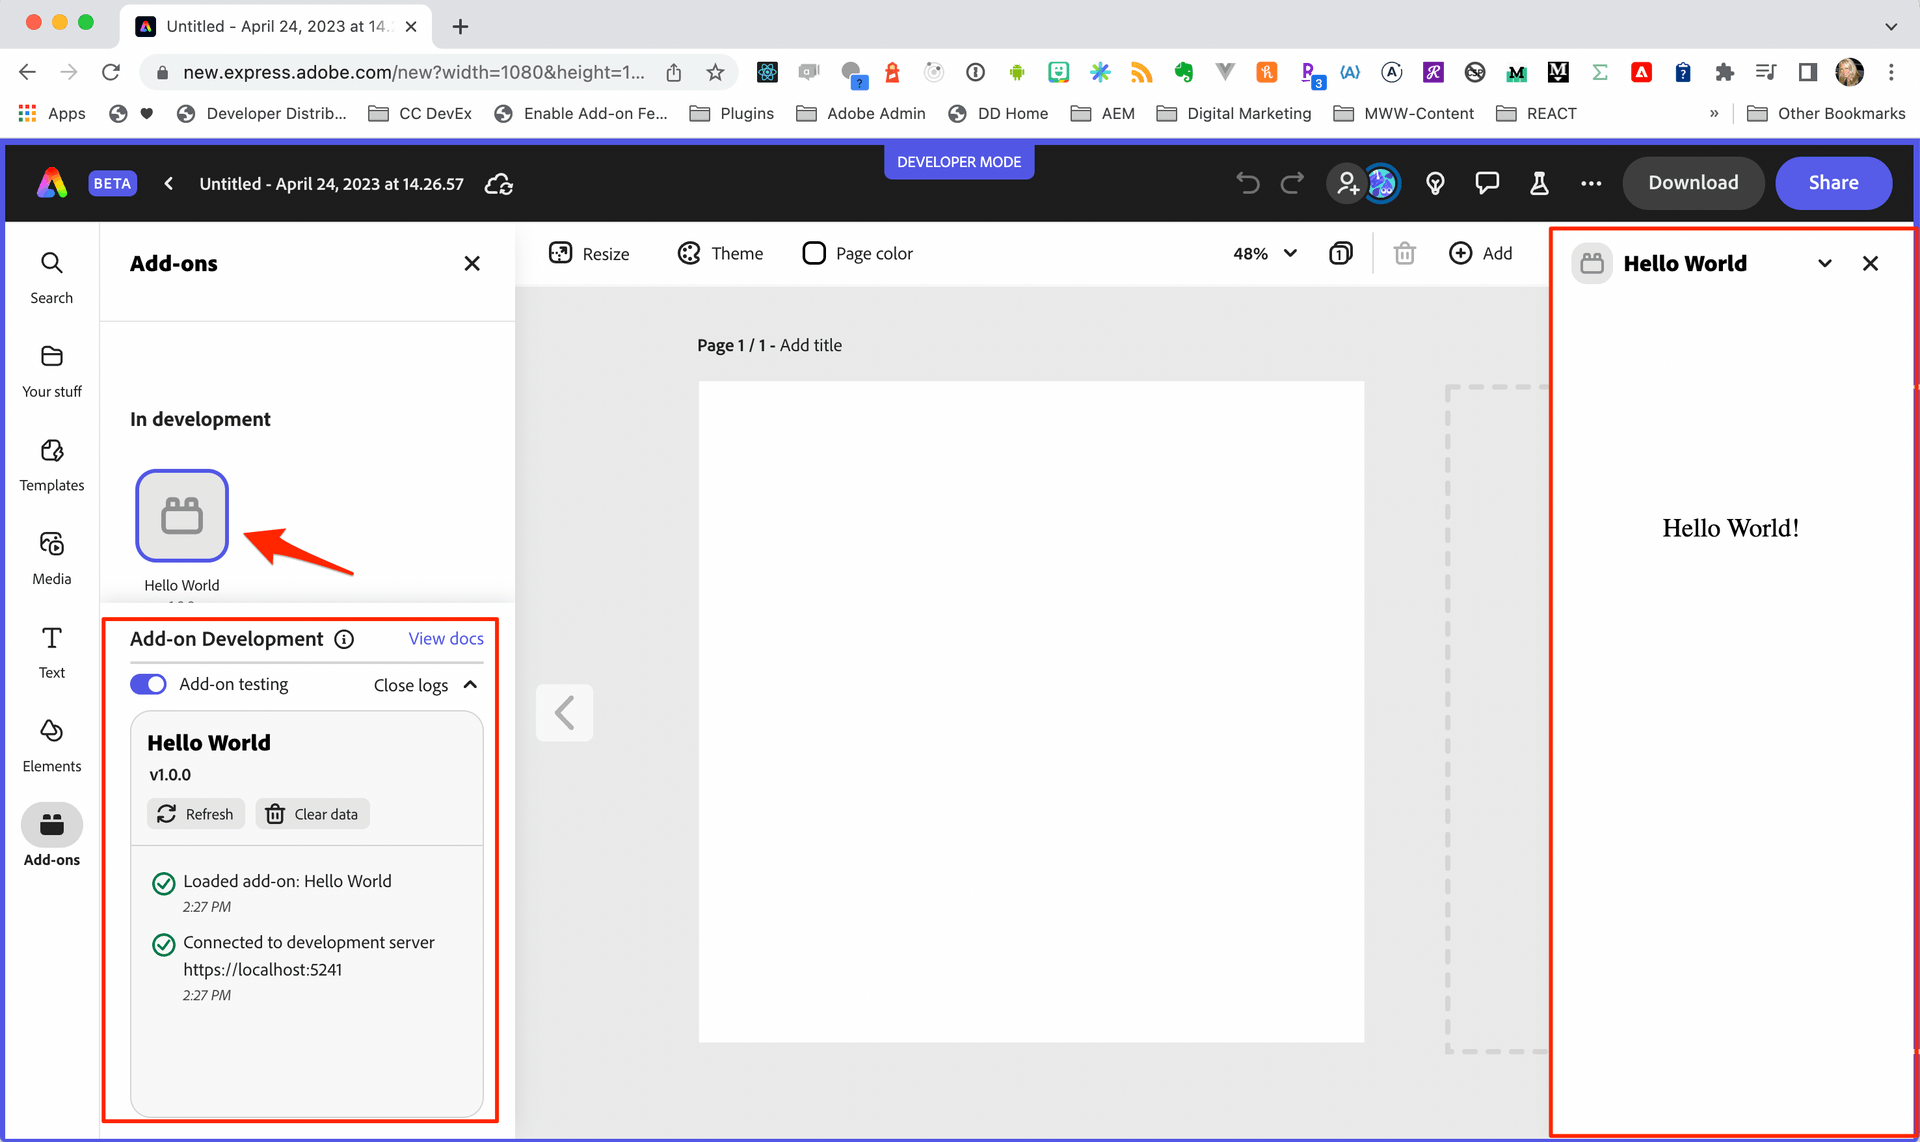 Untitled - April 24, 2023 at 14.
new.express.adobe.com/new?width=1080&height=1...
Apps
Developer Distrib...
CC DevEx
Enable Add-on Fe...
Plugins
Adobe Admin
DD Home
AEM
Digital Marketing
MWW-Content
REACT
»
Other Bookmarks
BETA
Untitled - April 24, 2023 at 14.26.57
DEVELOPER MODE
Download
Share
Search
Your stuff
Templates
Media
Text
Elements
Add-ons
Add-ons
In development
Hello World
Add-on Development
View docs
Add-on testing
Close logs
Hello World
v1.0.0
Refresh
Clear data
Loaded add-on: Hello World
2:27 PM
Connected to development server
https://localhost:5241
2:27 PM
Resize
Theme
Page color
48%
1
Add
Page 1 / 1 - Add title
Hello World
Hello World!